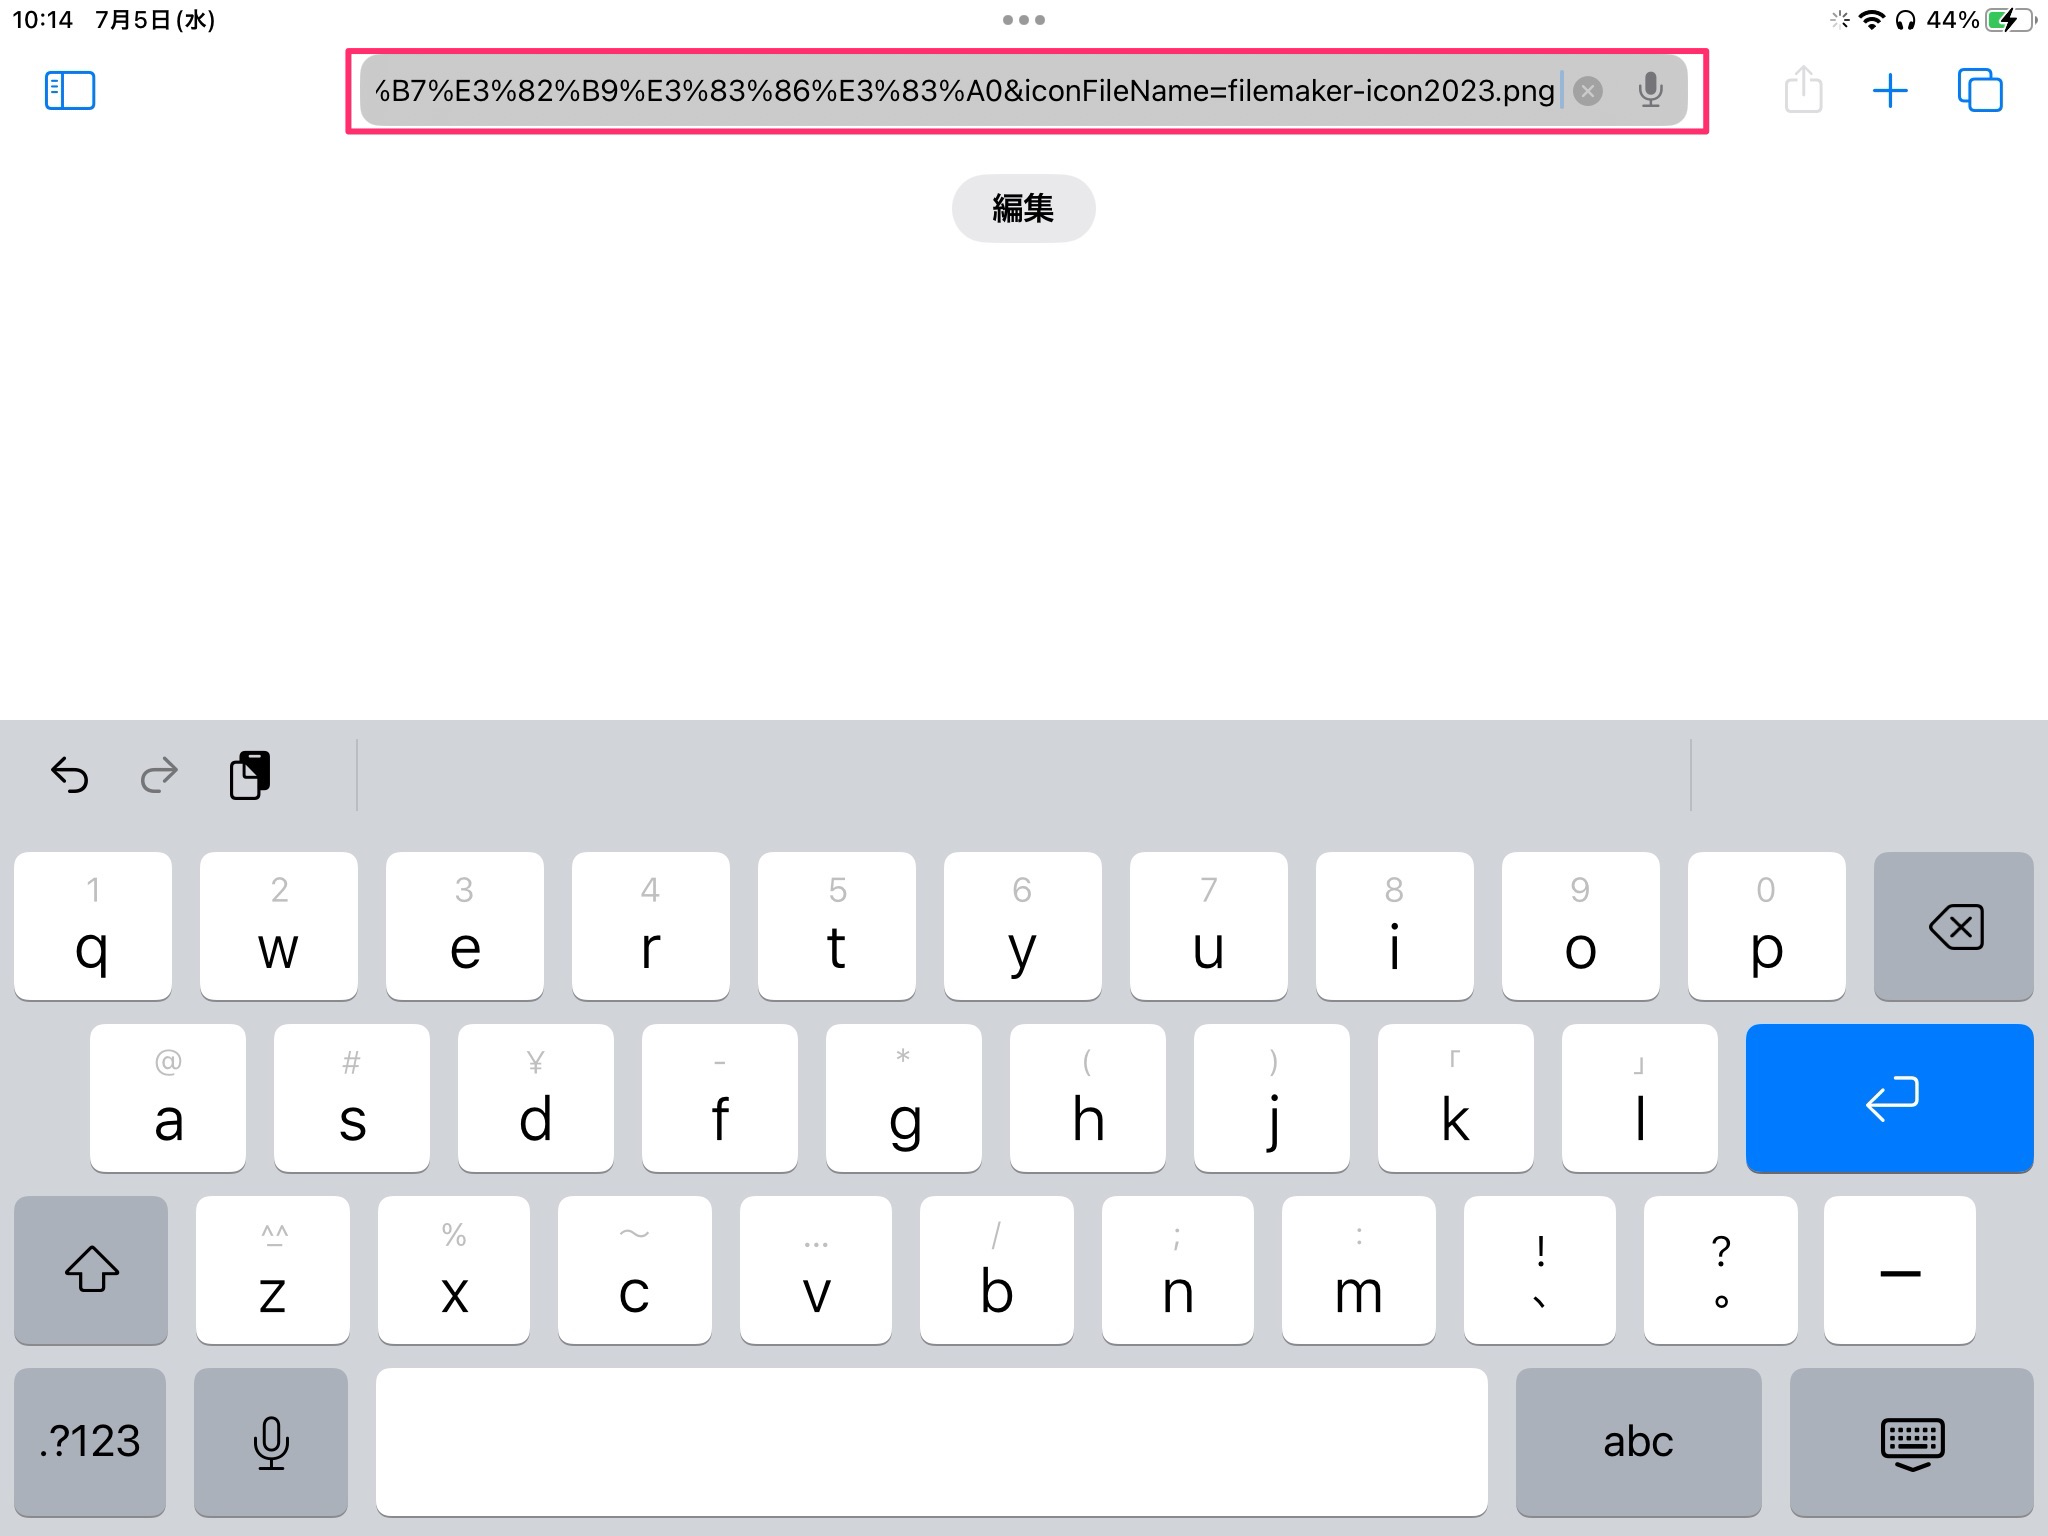 10:14 7月5日(水)
44%
%B7%E3%82%B9%E3%83%86%E3%83%A0&iconFileName=filemaker-icon2023.png
編集
1 2 3 4 5 6 7 8 9 0
q w e r t y u i o p
@ # ¥ - * ( ) 「 」
a s d f g h j k l
^^ % 〜 … / ; : ! ?
z x c v b n m 、 。 ー
.?123 abc